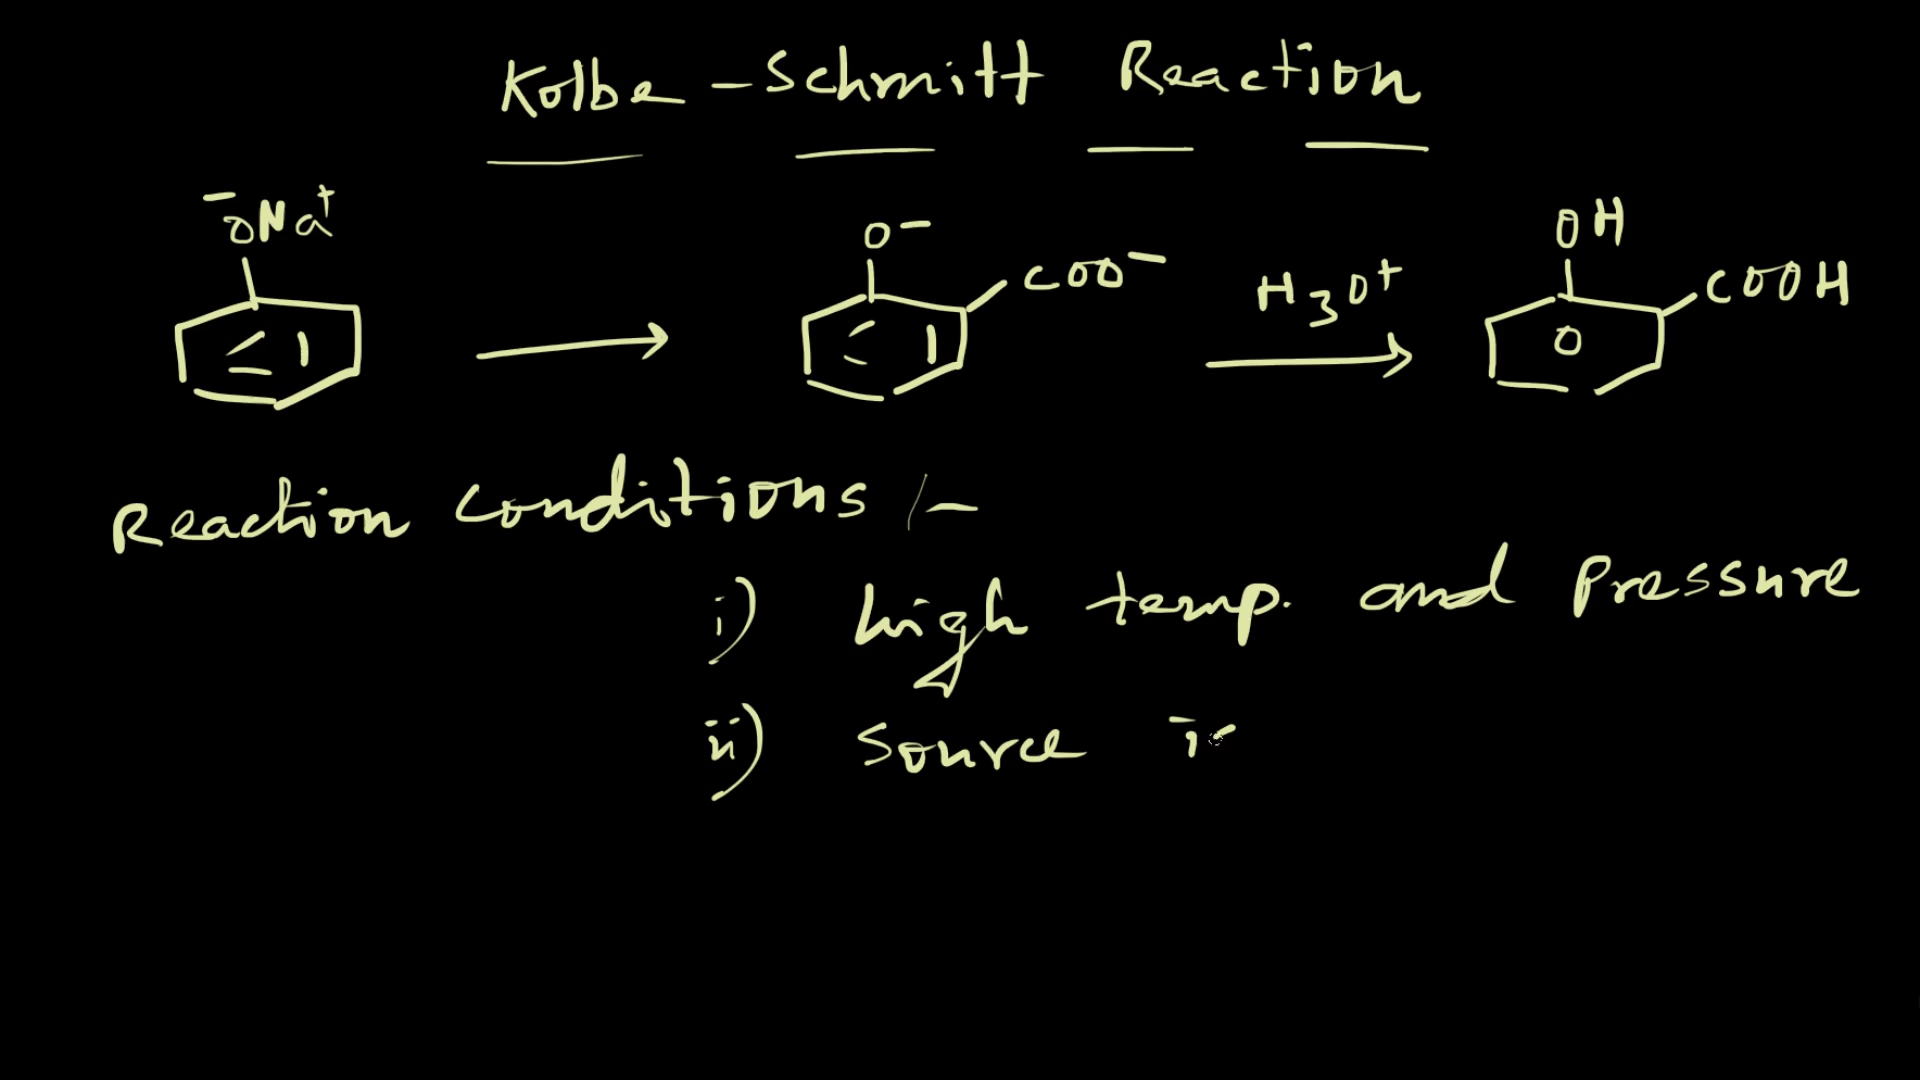 Kolbe - Schmitt Reaction
⁻ONa⁺
O⁻
COO⁻
H₃O⁺
OH
COOH
Reaction conditions :-
i) high temp. and pressure
ii) Source